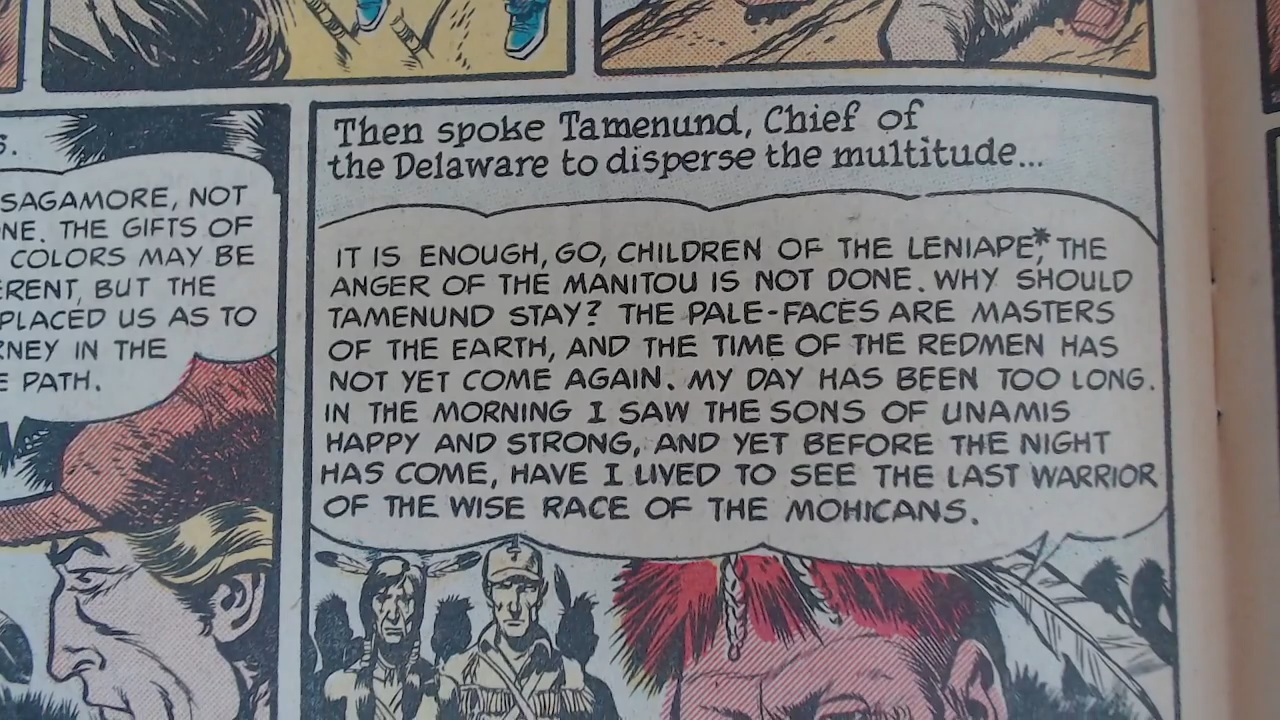 S.
SAGAMORE, NOT
NE. THE GIFTS OF
COLORS MAY BE
ERENT, BUT THE
PLACED US AS TO
RNEY IN THE
E PATH.
Then spoke Tamenund, Chief of
the Delaware to disperse the multitude...
IT IS ENOUGH, GO, CHILDREN OF THE LENIAPE,* THE
ANGER OF THE MANITOU IS NOT DONE. WHY SHOULD
TAMENUND STAY? THE PALE-FACES ARE MASTERS
OF THE EARTH, AND THE TIME OF THE REDMEN HAS
NOT YET COME AGAIN. MY DAY HAS BEEN TOO LONG.
IN THE MORNING I SAW THE SONS OF UNAMIS
HAPPY AND STRONG, AND YET BEFORE THE NIGHT
HAS COME, HAVE I LIVED TO SEE THE LAST WARRIOR
OF THE WISE RACE OF THE MOHICANS.